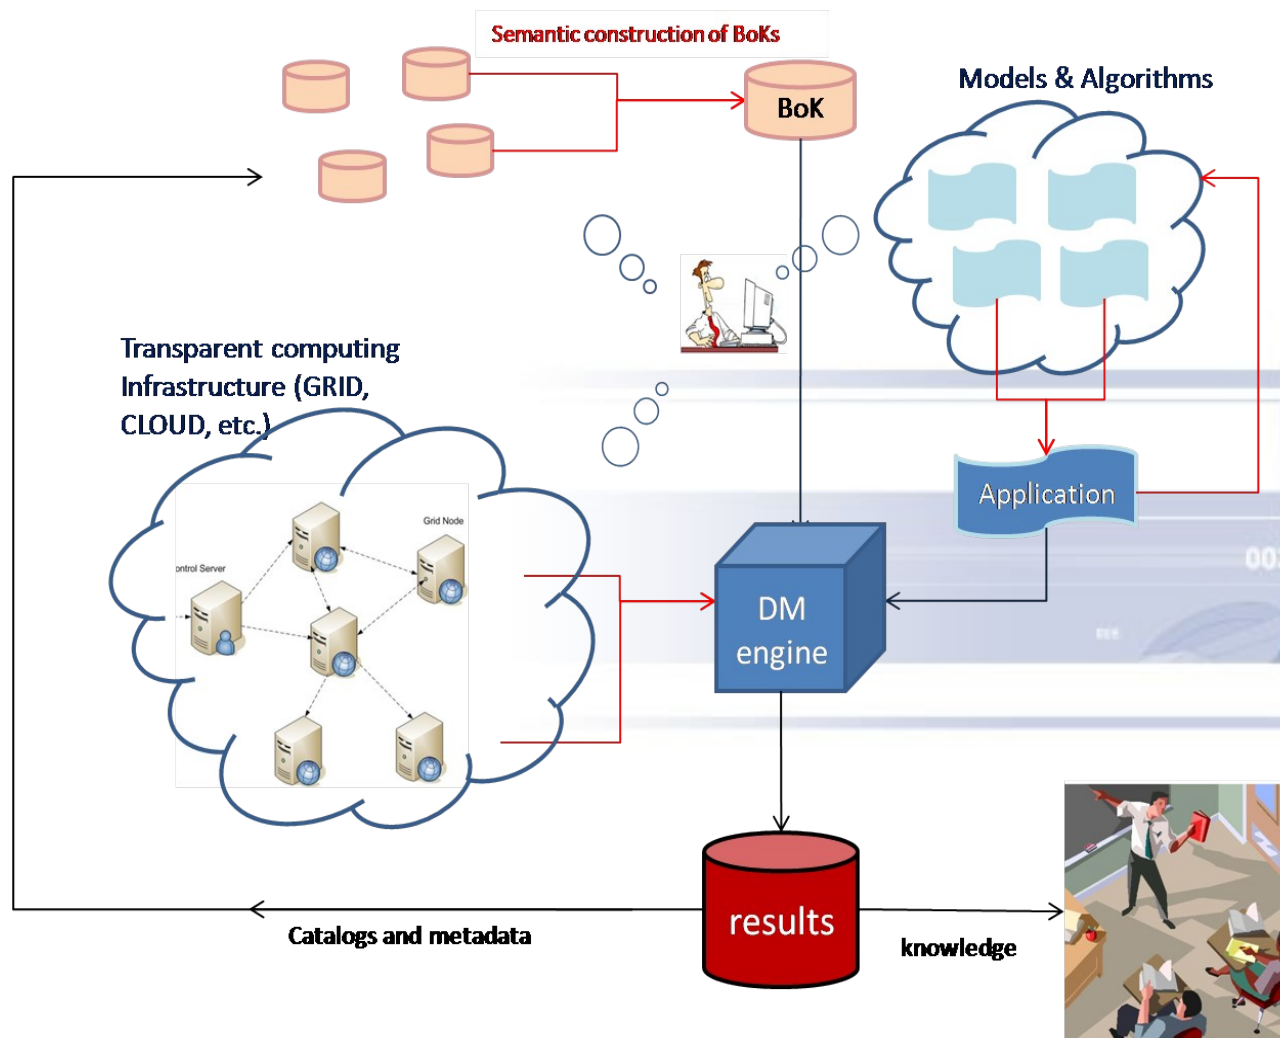 Semantic construction of BoKs
BoK
Models & Algorithms
Transparent computing
Infrastructure (GRID,
CLOUD, etc.)
Application
Grid Node
ontrol Server
DM
engine
results
Catalogs and metadata
knowledge